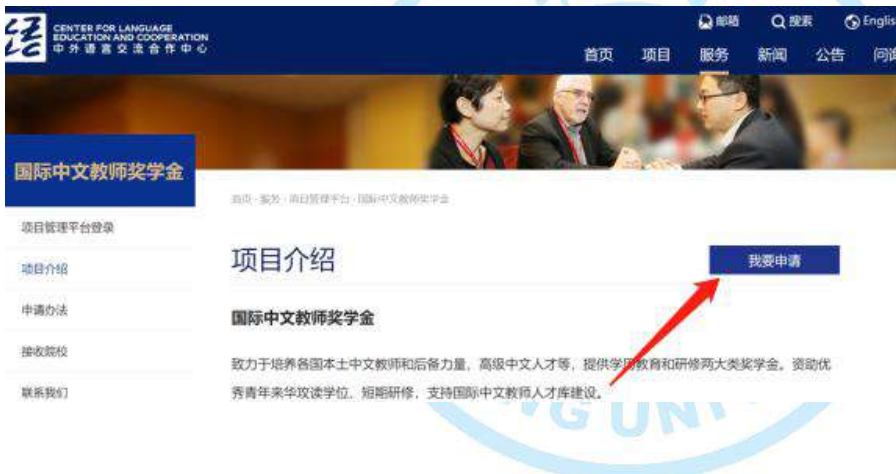 CENTER FOR LANGUAGE
EDUCATION AND COOPERATION
中外语言交流合作中心
邮箱 搜索 Englis
首页 项目 服务 新闻 公告 问询
国际中文教师奖学金
首页 - 服务 - 项目管理平台 - 国际中文教师奖学金
项目管理平台登录
项目介绍
申请办法
接收院校
联系我们
项目介绍
我要申请
国际中文教师奖学金
致力于培养各国本土中文教师和后备力量，高级中文人才等，提供学历教育和研修两大类奖学金。资助优
秀青年来华攻读学位、短期研修，支持国际中文教师人才库建设。
G UNI